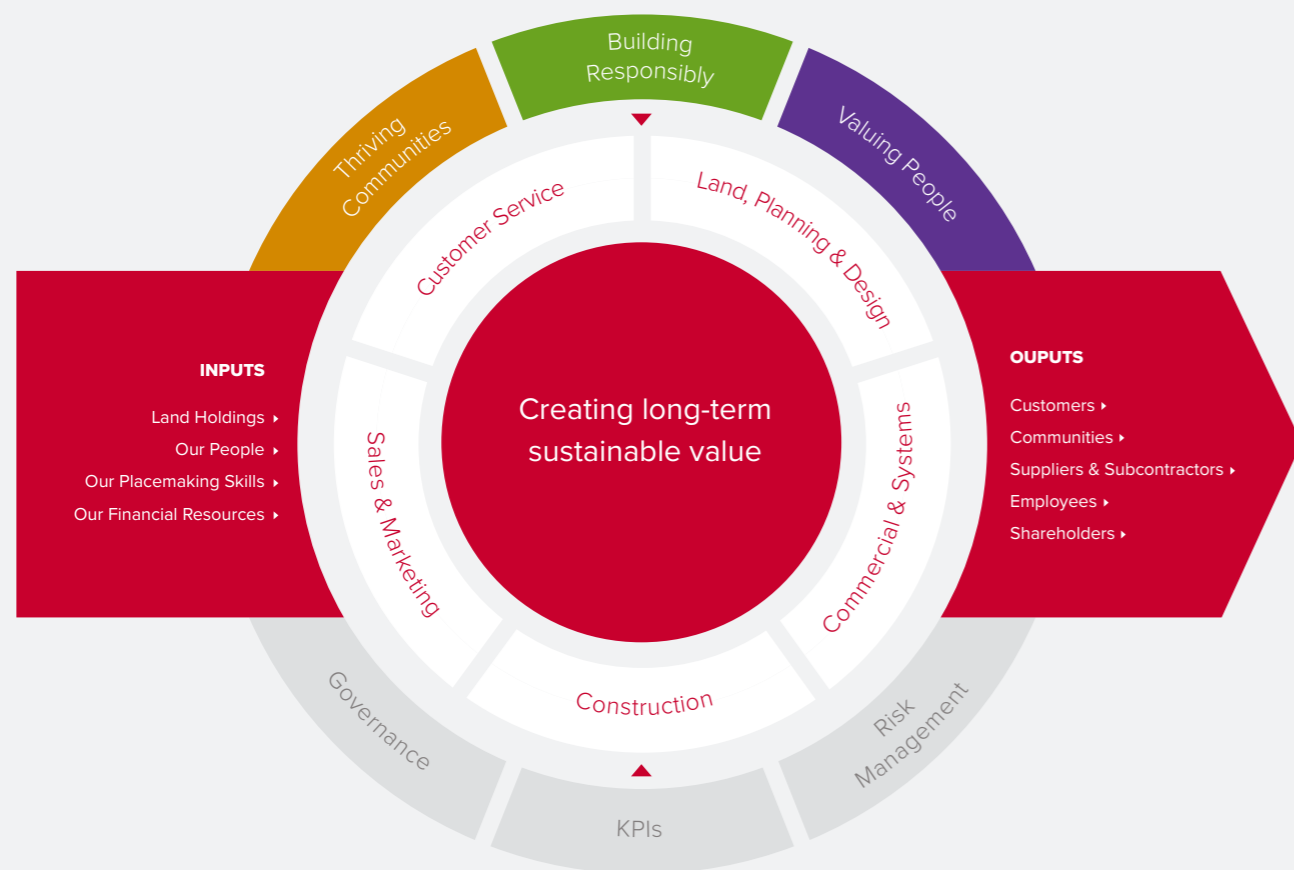 Building
Responsibly
Thriving
Communities
Valuing People
Customer Service
Land, Planning & Design
INPUTS
Land Holdings
Our People
Our Placemaking Skills
Our Financial Resources
Creating long-term
sustainable value
OUPUTS
Customers
Communities
Suppliers & Subcontractors
Employees
Shareholders
Sales & Marketing
Commercial & Systems
Construction
Governance
KPIs
Risk
Management